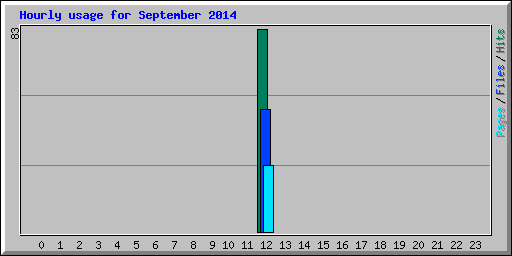 Hourly usage for September 2014
83
Pages/Files/Hits
0 1 2 3 4 5 6 7 8 9 10 11 12 13 14 15 16 17 18 19 20 21 22 23